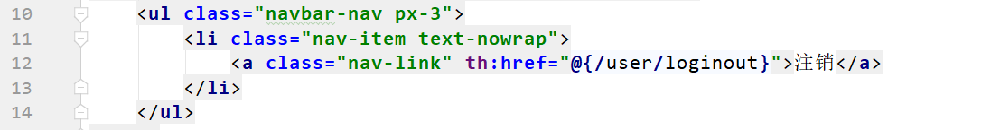 10 <ul class="navbar-nav px-3">
11 <li class="nav-item text-nowrap">
12 <a class="nav-link" th:href="@{/user/loginout}">注销</a>
13 </li>
14 </ul>